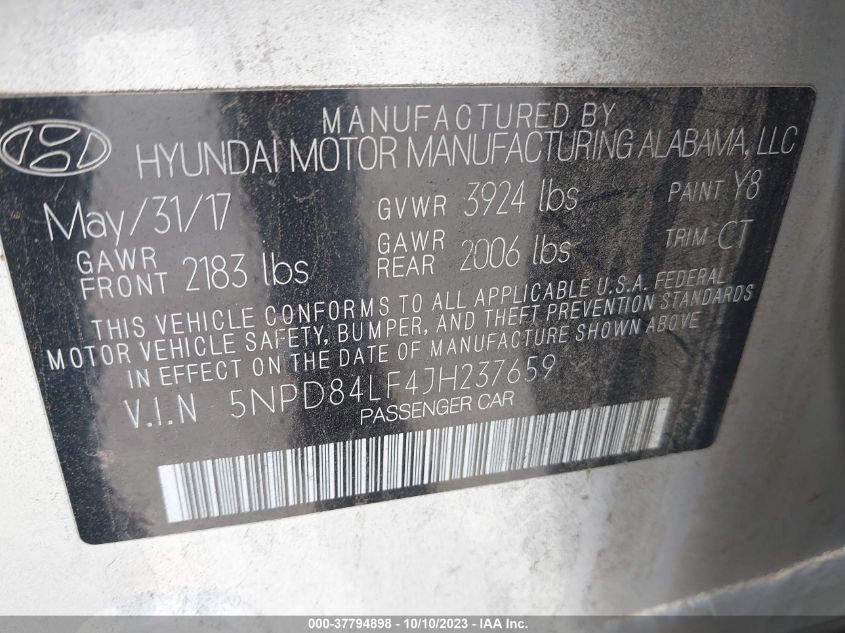 MANUFACTURED BY
HYUNDAI MOTOR MANUFACTURING ALABAMA, LLC
May/31/17 GVWR 3924 lbs PAINT Y8
GAWR FRONT 2183 lbs GAWR REAR 2006 lbs TRIM CT
THIS VEHICLE CONFORMS TO ALL APPLICABLE U.S.A. FEDERAL
MOTOR VEHICLE SAFETY, BUMPER, AND THEFT PREVENTION STANDARDS
IN EFFECT ON THE DATE OF MANUFACTURE SHOWN ABOVE
V.I.N 5NPD84LF4JH237659
PASSENGER CAR
000-37794898 - 10/10/2023 - IAA Inc.